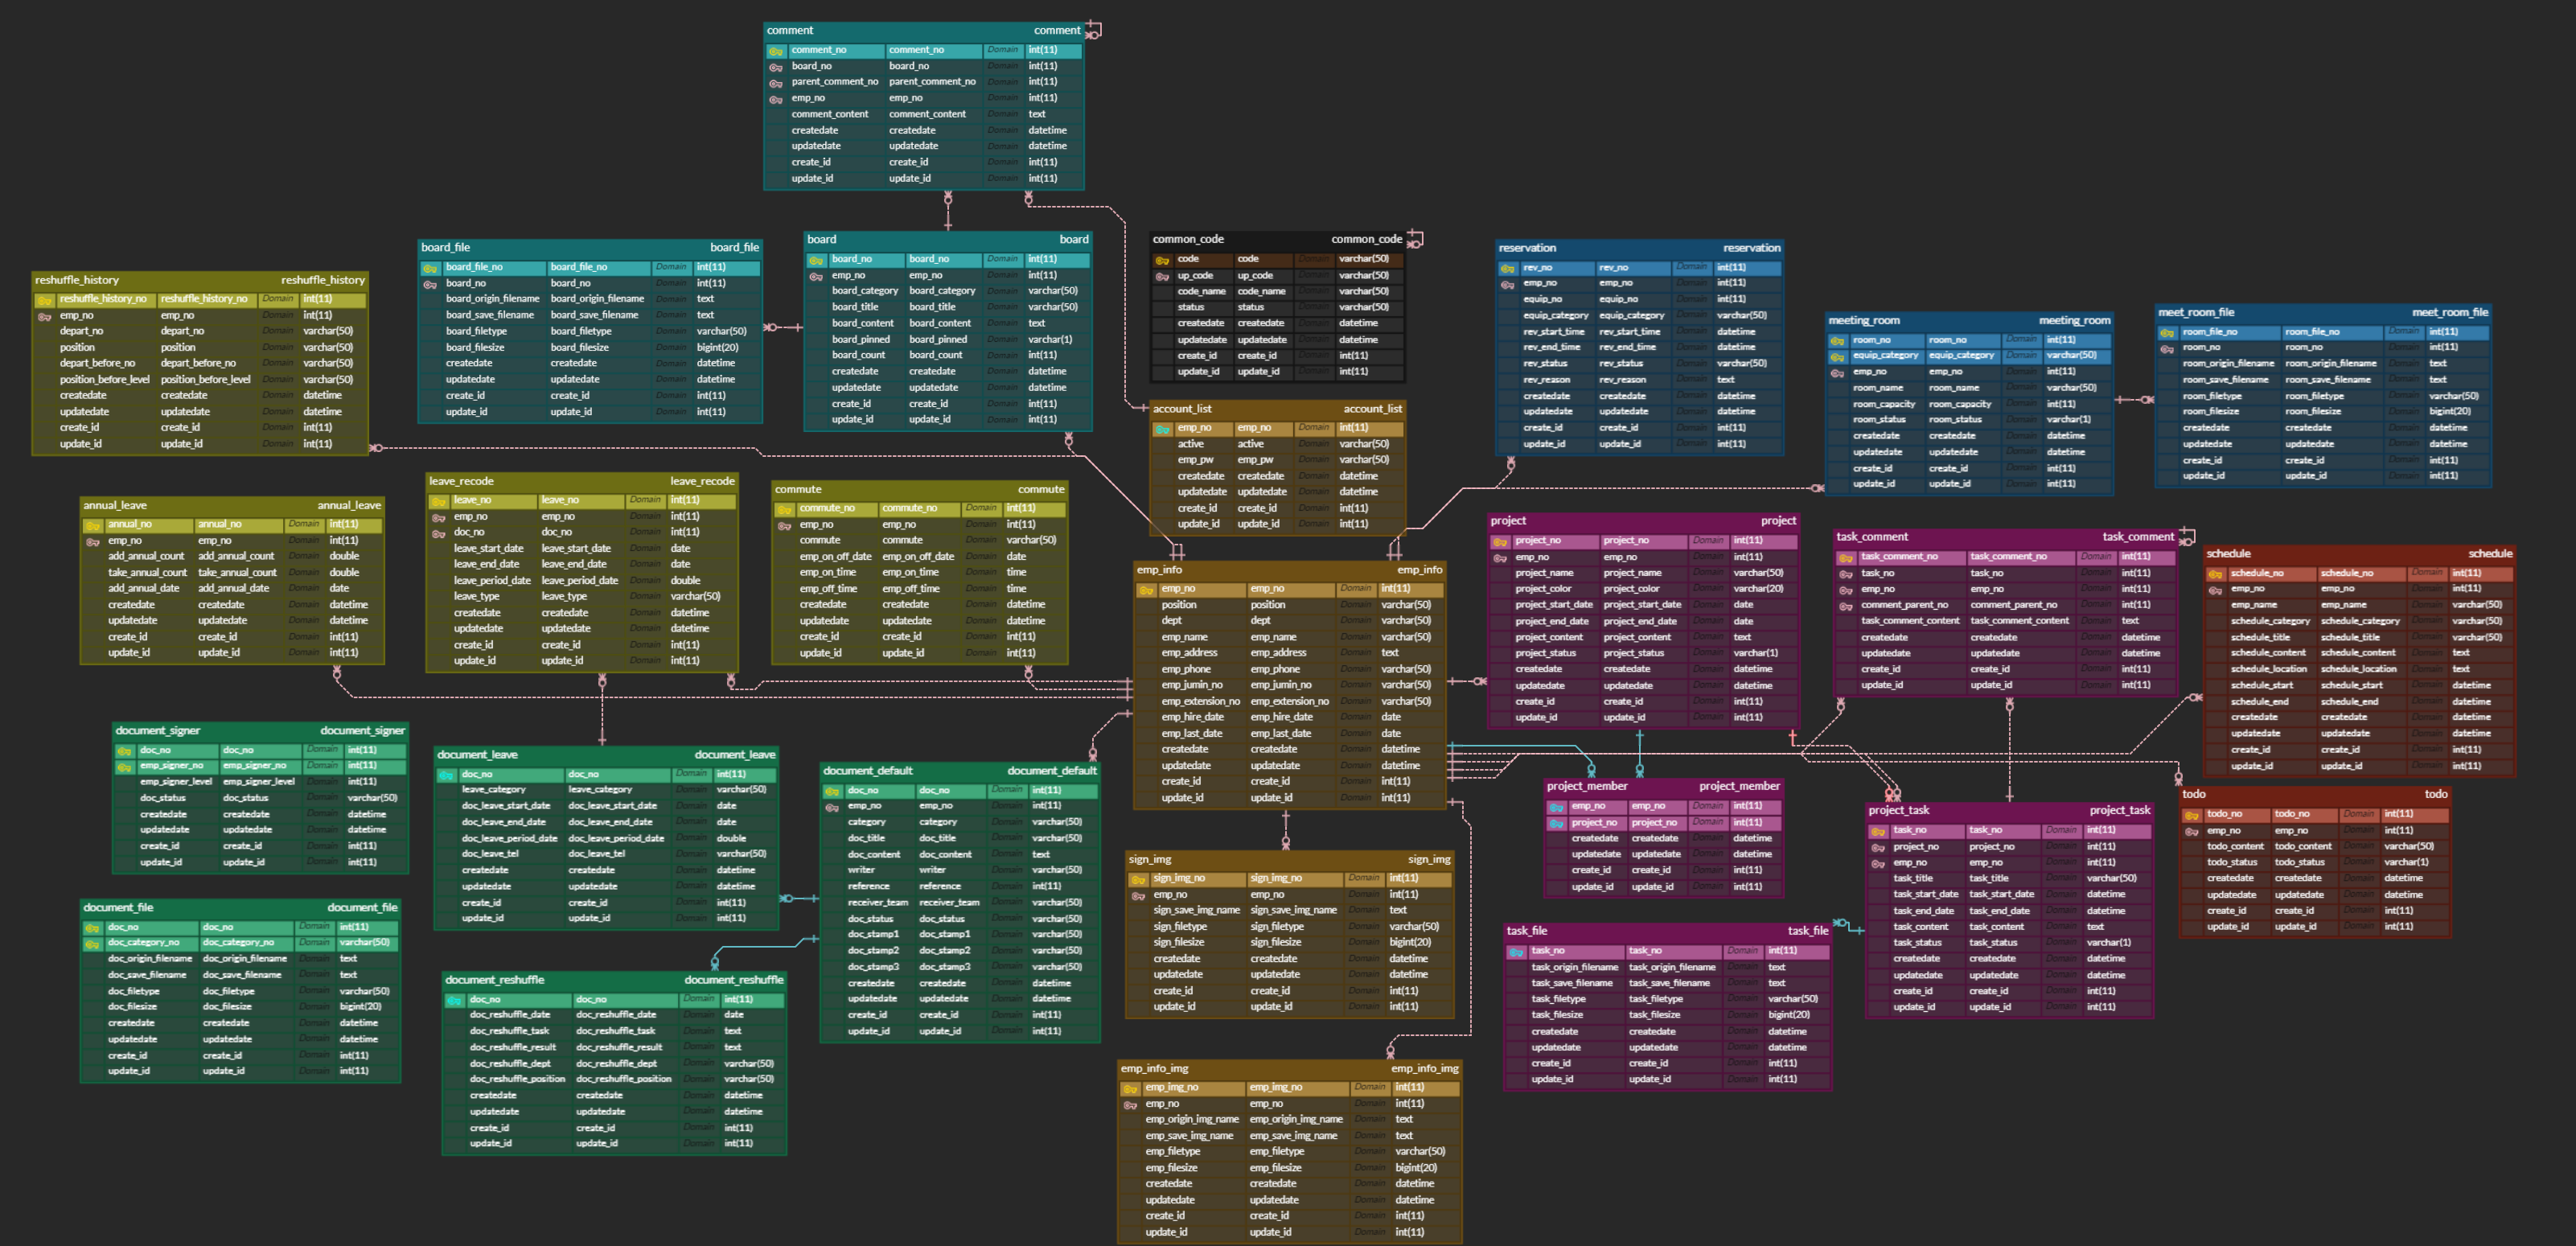 comment comment
comment_no comment_no Domain int(11)
board_no board_no Domain int(11)
parent_comment_no parent_comment_no Domain int(11)
emp_no emp_no Domain int(11)
comment_content comment_content Domain text
createdate createdate Domain datetime
updatedate updatedate Domain datetime
create_id create_id Domain int(11)
update_id update_id Domain int(11)
reshuffle_history reshuffle_history
reshuffle_history_no reshuffle_history_no Domain int(11)
emp_no emp_no Domain int(11)
depart_no depart_no Domain varchar(50)
position position Domain varchar(50)
depart_before_no depart_before_no Domain varchar(50)
position_before_level position_before_level Domain varchar(50)
createdate createdate Domain datetime
updatedate updatedate Domain datetime
create_id create_id Domain int(11)
update_id update_id Domain int(11)
board_file board_file
board_file_no board_file_no Domain int(11)
board_no board_no Domain int(11)
board_origin_filename board_origin_filename Domain text
board_save_filename board_save_filename Domain text
board_filetype board_filetype Domain varchar(50)
board_filesize board_filesize Domain bigint(20)
createdate createdate Domain datetime
updatedate updatedate Domain datetime
create_id create_id Domain int(11)
update_id update_id Domain int(11)
board board
board_no board_no Domain int(11)
emp_no emp_no Domain int(11)
board_category board_category Domain varchar(50)
board_title board_title Domain varchar(50)
board_content board_content Domain text
board_pinned board_pinned Domain varchar(1)
board_count board_count Domain int(11)
createdate createdate Domain datetime
updatedate updatedate Domain datetime
create_id create_id Domain int(11)
update_id update_id Domain int(11)
common_code common_code
code code Domain varchar(50)
up_code up_code Domain varchar(50)
code_name code_name Domain varchar(50)
status status Domain varchar(50)
createdate createdate Domain datetime
updatedate updatedate Domain datetime
create_id create_id Domain int(11)
update_id update_id Domain int(11)
account_list account_list
emp_no emp_no Domain int(11)
active active Domain varchar(50)
emp_pw emp_pw Domain varchar(50)
createdate createdate Domain datetime
updatedate updatedate Domain datetime
create_id create_id Domain int(11)
update_id update_id Domain int(11)
reservation reservation
rev_no rev_no Domain int(11)
emp_no emp_no Domain int(11)
equip_no equip_no Domain int(11)
equip_category equip_category Domain varchar(50)
rev_start_time rev_start_time Domain datetime
rev_end_time rev_end_time Domain datetime
rev_status rev_status Domain varchar(50)
rev_reason rev_reason Domain text
createdate createdate Domain datetime
updatedate updatedate Domain datetime
create_id create_id Domain int(11)
update_id update_id Domain int(11)
meeting_room meeting_room
room_no room_no Domain int(11)
equip_category equip_category Domain varchar(50)
emp_no emp_no Domain int(11)
room_name room_name Domain varchar(50)
room_capacity room_capacity Domain int(11)
room_status room_status Domain varchar(1)
createdate createdate Domain datetime
updatedate updatedate Domain datetime
create_id create_id Domain int(11)
update_id update_id Domain int(11)
meet_room_file meet_room_file
room_file_no room_file_no Domain int(11)
room_no room_no Domain int(11)
room_origin_filename room_origin_filename Domain text
room_save_filename room_save_filename Domain text
room_filetype room_filetype Domain varchar(50)
room_filesize room_filesize Domain bigint(20)
createdate createdate Domain datetime
updatedate updatedate Domain datetime
create_id create_id Domain int(11)
update_id update_id Domain int(11)
annual_leave annual_leave
annual_no annual_no Domain int(11)
emp_no emp_no Domain int(11)
add_annual_count add_annual_count Domain double
take_annual_count take_annual_count Domain double
add_annual_date add_annual_date Domain date
createdate createdate Domain datetime
updatedate updatedate Domain datetime
create_id create_id Domain int(11)
update_id update_id Domain int(11)
leave_recode leave_recode
leave_no leave_no Domain int(11)
emp_no emp_no Domain int(11)
doc_no doc_no Domain int(11)
leave_start_date leave_start_date Domain date
leave_end_date leave_end_date Domain date
leave_period_date leave_period_date Domain double
leave_type leave_type Domain varchar(50)
createdate createdate Domain datetime
updatedate updatedate Domain datetime
create_id create_id Domain int(11)
update_id update_id Domain int(11)
commute commute
commute_no commute_no Domain int(11)
emp_no emp_no Domain int(11)
commute commute Domain varchar(50)
emp_on_off_date emp_on_off_date Domain date
emp_on_time emp_on_time Domain time
emp_off_time emp_off_time Domain time
createdate createdate Domain datetime
updatedate updatedate Domain datetime
create_id create_id Domain int(11)
update_id update_id Domain int(11)
emp_info emp_info
emp_no emp_no Domain int(11)
position position Domain varchar(50)
dept dept Domain varchar(50)
emp_name emp_name Domain varchar(50)
emp_address emp_address Domain text
emp_phone emp_phone Domain varchar(50)
emp_jumin_no emp_jumin_no Domain varchar(50)
emp_extension_no emp_extension_no Domain varchar(50)
emp_hire_date emp_hire_date Domain date
emp_last_date emp_last_date Domain date
createdate createdate Domain datetime
updatedate updatedate Domain datetime
create_id create_id Domain int(11)
update_id update_id Domain int(11)
project project
project_no project_no Domain int(11)
emp_no emp_no Domain int(11)
project_name project_name Domain varchar(50)
project_color project_color Domain varchar(20)
project_start_date project_start_date Domain date
project_end_date project_end_date Domain date
project_content project_content Domain text
project_status project_status Domain varchar(1)
createdate createdate Domain datetime
updatedate updatedate Domain datetime
create_id create_id Domain int(11)
update_id update_id Domain int(11)
task_comment task_comment
task_comment_no task_comment_no Domain int(11)
task_no task_no Domain int(11)
emp_no emp_no Domain int(11)
comment_parent_no comment_parent_no Domain int(11)
task_comment_content task_comment_content Domain text
createdate createdate Domain datetime
updatedate updatedate Domain datetime
create_id create_id Domain int(11)
update_id update_id Domain int(11)
schedule schedule
schedule_no schedule_no Domain int(11)
emp_no emp_no Domain int(11)
emp_name emp_name Domain varchar(50)
schedule_category schedule_category Domain varchar(50)
schedule_title schedule_title Domain varchar(50)
schedule_content schedule_content Domain text
schedule_location schedule_location Domain text
schedule_start schedule_start Domain datetime
schedule_end schedule_end Domain datetime
createdate createdate Domain datetime
updatedate updatedate Domain datetime
create_id create_id Domain int(11)
update_id update_id Domain int(11)
document_signer document_signer
doc_no doc_no Domain int(11)
emp_signer_no emp_signer_no Domain int(11)
emp_signer_level emp_signer_level Domain int(11)
doc_status doc_status Domain varchar(50)
createdate createdate Domain datetime
updatedate updatedate Domain datetime
create_id create_id Domain int(11)
update_id update_id Domain int(11)
document_leave document_leave
doc_no doc_no Domain int(11)
leave_category leave_category Domain varchar(50)
doc_leave_start_date doc_leave_start_date Domain date
doc_leave_end_date doc_leave_end_date Domain date
doc_leave_period_date doc_leave_period_date Domain double
doc_leave_tel doc_leave_tel Domain varchar(50)
createdate createdate Domain datetime
updatedate updatedate Domain datetime
create_id create_id Domain int(11)
update_id update_id Domain int(11)
document_default document_default
doc_no doc_no Domain int(11)
emp_no emp_no Domain int(11)
category category Domain varchar(50)
doc_title doc_title Domain varchar(50)
doc_content doc_content Domain text
writer writer Domain varchar(50)
reference reference Domain int(11)
receiver_team receiver_team Domain varchar(50)
doc_status doc_status Domain varchar(50)
doc_stamp1 doc_stamp1 Domain varchar(50)
doc_stamp2 doc_stamp2 Domain varchar(50)
doc_stamp3 doc_stamp3 Domain varchar(50)
createdate createdate Domain datetime
updatedate updatedate Domain datetime
create_id create_id Domain int(11)
update_id update_id Domain int(11)
project_member project_member
emp_no emp_no Domain int(11)
project_no project_no Domain int(11)
createdate createdate Domain datetime
updatedate updatedate Domain datetime
create_id create_id Domain int(11)
update_id update_id Domain int(11)
project_task project_task
task_no task_no Domain int(11)
project_no project_no Domain int(11)
emp_no emp_no Domain int(11)
task_title task_title Domain varchar(50)
task_start_date task_start_date Domain datetime
task_end_date task_end_date Domain datetime
task_content task_content Domain text
task_status task_status Domain varchar(1)
createdate createdate Domain datetime
updatedate updatedate Domain datetime
create_id create_id Domain int(11)
update_id update_id Domain int(11)
todo todo
todo_no todo_no Domain int(11)
emp_no emp_no Domain int(11)
todo_content todo_content Domain varchar(50)
todo_status todo_status Domain varchar(1)
createdate createdate Domain datetime
updatedate updatedate Domain datetime
create_id create_id Domain int(11)
update_id update_id Domain int(11)
document_file document_file
doc_no doc_no Domain int(11)
doc_category_no doc_category_no Domain varchar(50)
doc_origin_filename doc_origin_filename Domain text
doc_save_filename doc_save_filename Domain text
doc_filetype doc_filetype Domain varchar(50)
doc_filesize doc_filesize Domain bigint(20)
createdate createdate Domain datetime
updatedate updatedate Domain datetime
create_id create_id Domain int(11)
update_id update_id Domain int(11)
document_reshuffle document_reshuffle
doc_no doc_no Domain int(11)
doc_reshuffle_date doc_reshuffle_date Domain date
doc_reshuffle_task doc_reshuffle_task Domain text
doc_reshuffle_result doc_reshuffle_result Domain text
doc_reshuffle_dept doc_reshuffle_dept Domain varchar(50)
doc_reshuffle_position doc_reshuffle_position Domain varchar(50)
createdate createdate Domain datetime
updatedate updatedate Domain datetime
create_id create_id Domain int(11)
update_id update_id Domain int(11)
sign_img sign_img
sign_img_no sign_img_no Domain int(11)
emp_no emp_no Domain int(11)
sign_save_img_name sign_save_img_name Domain text
sign_filetype sign_filetype Domain varchar(50)
sign_filesize sign_filesize Domain bigint(20)
createdate createdate Domain datetime
updatedate updatedate Domain datetime
create_id create_id Domain int(11)
update_id update_id Domain int(11)
task_file task_file
task_no task_no Domain int(11)
task_origin_filename task_origin_filename Domain text
task_save_filename task_save_filename Domain text
task_filetype task_filetype Domain varchar(50)
task_filesize task_filesize Domain bigint(20)
createdate createdate Domain datetime
updatedate updatedate Domain datetime
create_id create_id Domain int(11)
update_id update_id Domain int(11)
emp_info_img emp_info_img
emp_img_no emp_img_no Domain int(11)
emp_no emp_no Domain int(11)
emp_origin_img_name emp_origin_img_name Domain text
emp_save_img_name emp_save_img_name Domain text
emp_filetype emp_filetype Domain varchar(50)
emp_filesize emp_filesize Domain bigint(20)
createdate createdate Domain datetime
updatedate updatedate Domain datetime
create_id create_id Domain int(11)
update_id update_id Domain int(11)